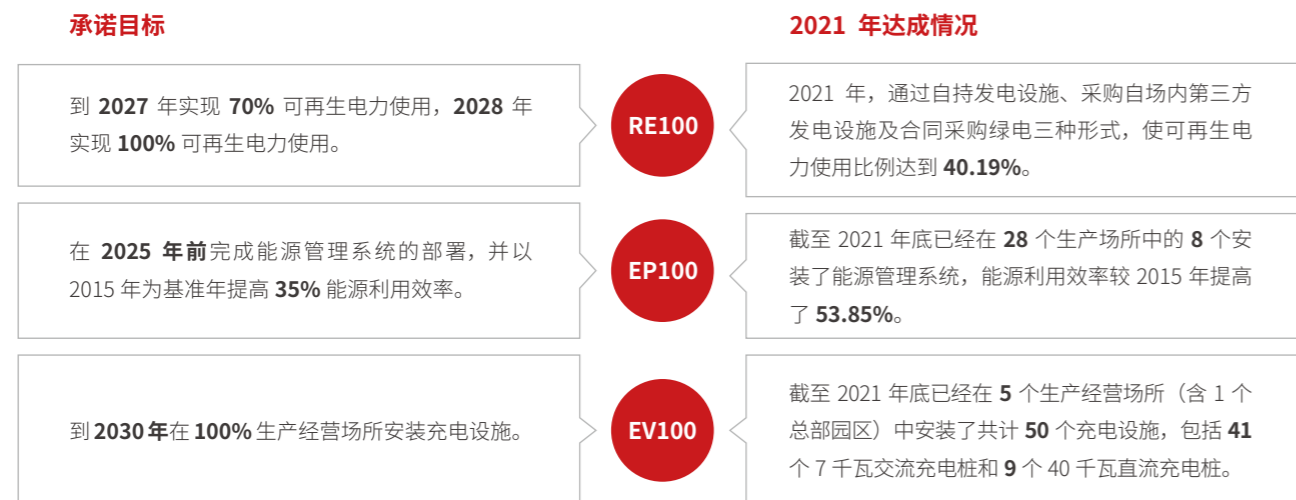 承诺目标
2021 年达成情况
到 2027 年实现 70% 可再生电力使用，2028 年
实现 100% 可再生电力使用。
RE100
2021 年，通过自持发电设施、采购自场内第三方
发电设施及合同采购绿电三种形式，使可再生电
力使用比例达到 40.19%。
在 2025 年前完成能源管理系统的部署，并以
2015 年为基准年提高 35% 能源利用效率。
EP100
截至 2021 年底已经在 28 个生产场所中的 8 个安
装了能源管理系统，能源利用效率较 2015 年提高
了 53.85%。
到 2030 年在 100% 生产经营场所安装充电设施。
EV100
截至 2021 年底已经在 5 个生产经营场所（含 1 个
总部园区）中安装了共计 50 个充电设施，包括 41
个 7 千瓦交流充电桩和 9 个 40 千瓦直流充电桩。